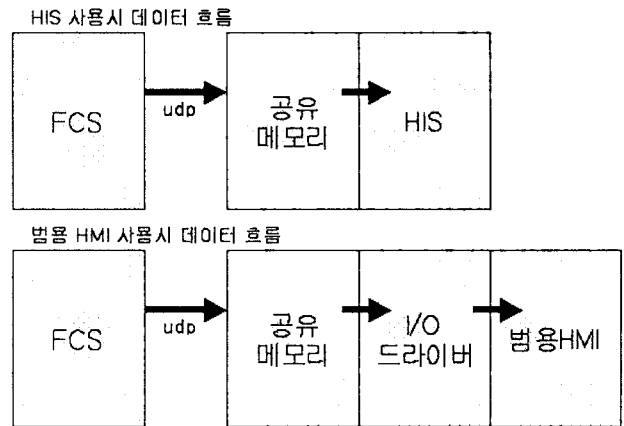 HIS 사용시 데이터 흐름
FCS
udp
공유
메모리
HIS
범용 HMI 사용시 데이터 흐름
FCS
udp
공유
메모리
I/O
드라이버
범용HMI